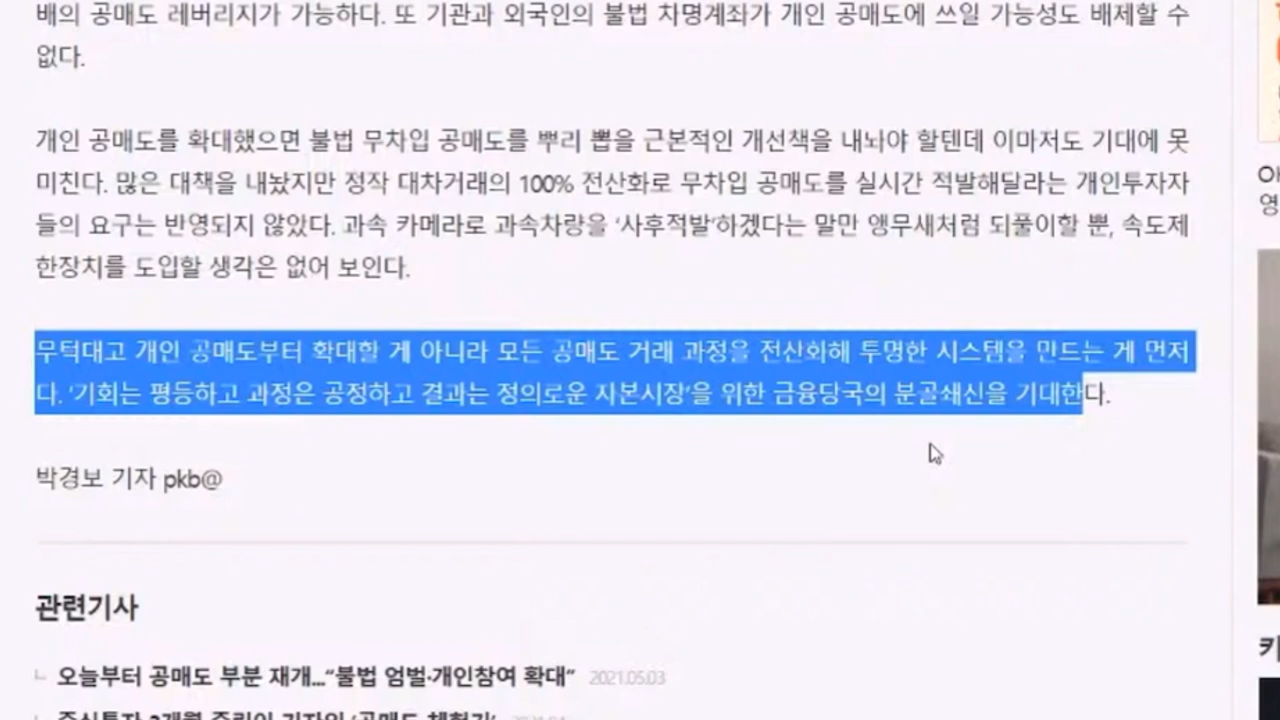 배의 공매도 레버리지가 가능하다. 또 기관과 외국인의 불법 차명계좌가 개인 공매도에 쓰일 가능성도 배제할 수
없다.
개인 공매도를 확대했으면 불법 무차입 공매도를 뿌리 뽑을 근본적인 개선책을 내놔야 할텐데 이마저도 기대에 못
미친다. 많은 대책을 내놨지만 정작 대차거래의 100% 전산화로 무차입 공매도를 실시간 적발해달라는 개인투자자
들의 요구는 반영되지 않았다. 과속 카메라로 과속차량을 ‘사후적발’하겠다는 말만 앵무새처럼 되풀이할 뿐, 속도제
한장치를 도입할 생각은 없어 보인다.
무턱대고 개인 공매도부터 확대할 게 아니라 모든 공매도 거래 과정을 전산화해 투명한 시스템을 만드는 게 먼저
다. ‘기회는 평등하고 과정은 공정하고 결과는 정의로운 자본시장’을 위한 금융당국의 분골쇄신을 기대한다.
박경보 기자 pkb@
관련기사
오늘부터 공매도 부분 재개...“불법 엄벌·개인참여 확대” 2021.05.03
영